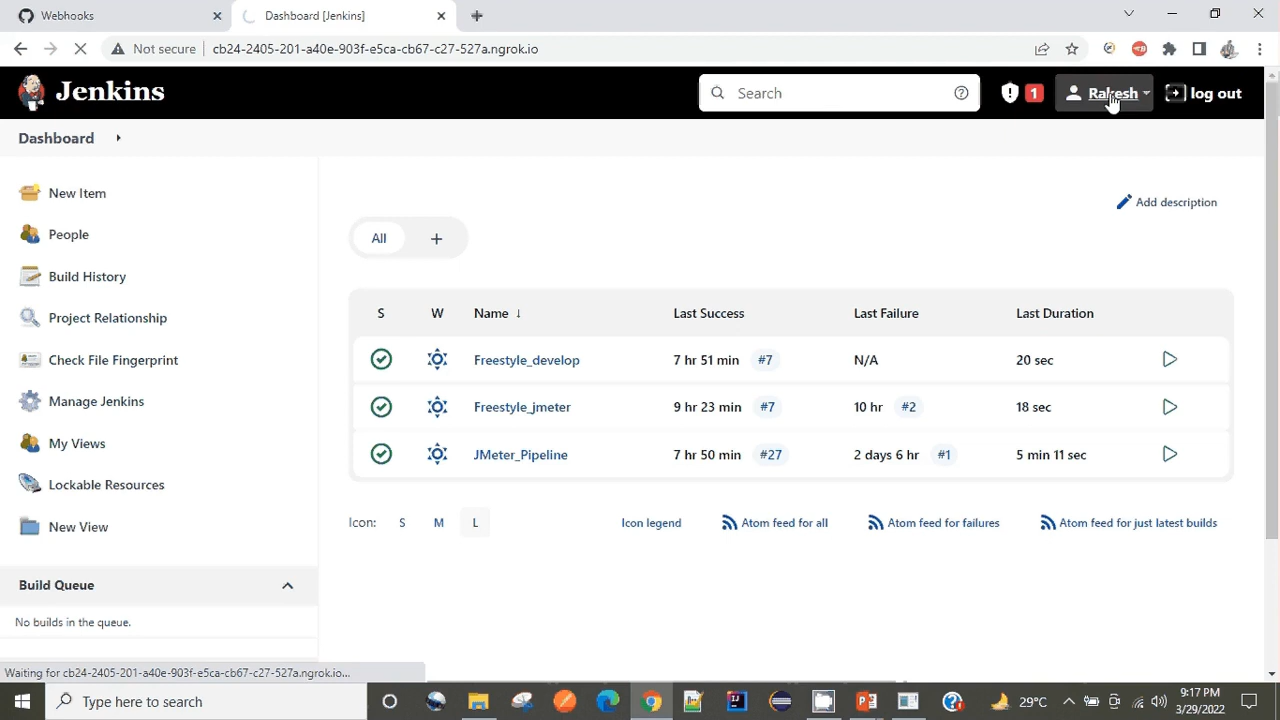 Webhooks
Dashboard [Jenkins]
Not secure cb24-2405-201-a40e-903f-e5ca-cb67-c27-527a.ngrok.io
Jenkins
Search
1
Rakesh
log out
Dashboard
New Item
People
Build History
Project Relationship
Check File Fingerprint
Manage Jenkins
My Views
Lockable Resources
New View
Build Queue
No builds in the queue.
Add description
All +
S W Name ↓ Last Success Last Failure Last Duration
Freestyle_develop 7 hr 51 min #7 N/A 20 sec
Freestyle_jmeter 9 hr 23 min #7 10 hr #2 18 sec
JMeter_Pipeline 7 hr 50 min #27 2 days 6 hr #1 5 min 11 sec
Icon: S M L Icon legend Atom feed for all Atom feed for failures Atom feed for just latest builds
Waiting for cb24-2405-201-a40e-903f-e5ca-cb67-c27-527a.ngrok.io...
Type here to search
29°C
9:17 PM
3/29/2022